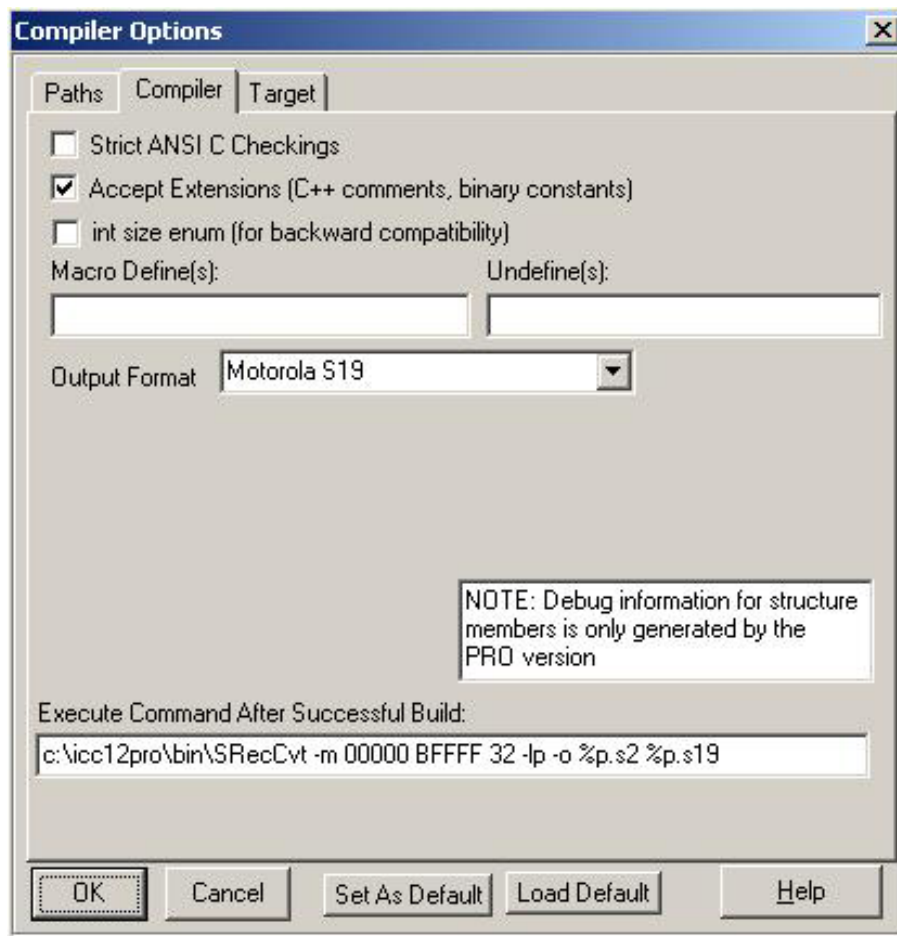 Compiler Options
Paths Compiler Target
Strict ANSI C Checkings
Accept Extensions (C++ comments, binary constants)
int size enum (for backward compatibility)
Macro Define(s): Undefine(s):
Output Format Motorola S19
NOTE: Debug information for structure
members is only generated by the
PRO version
Execute Command After Successful Build:
c:\icc12pro\bin\SRecCvt -m 00000 BFFFF 32 -lp -o %p.s2 %p.s19
OK Cancel Set As Default Load Default Help